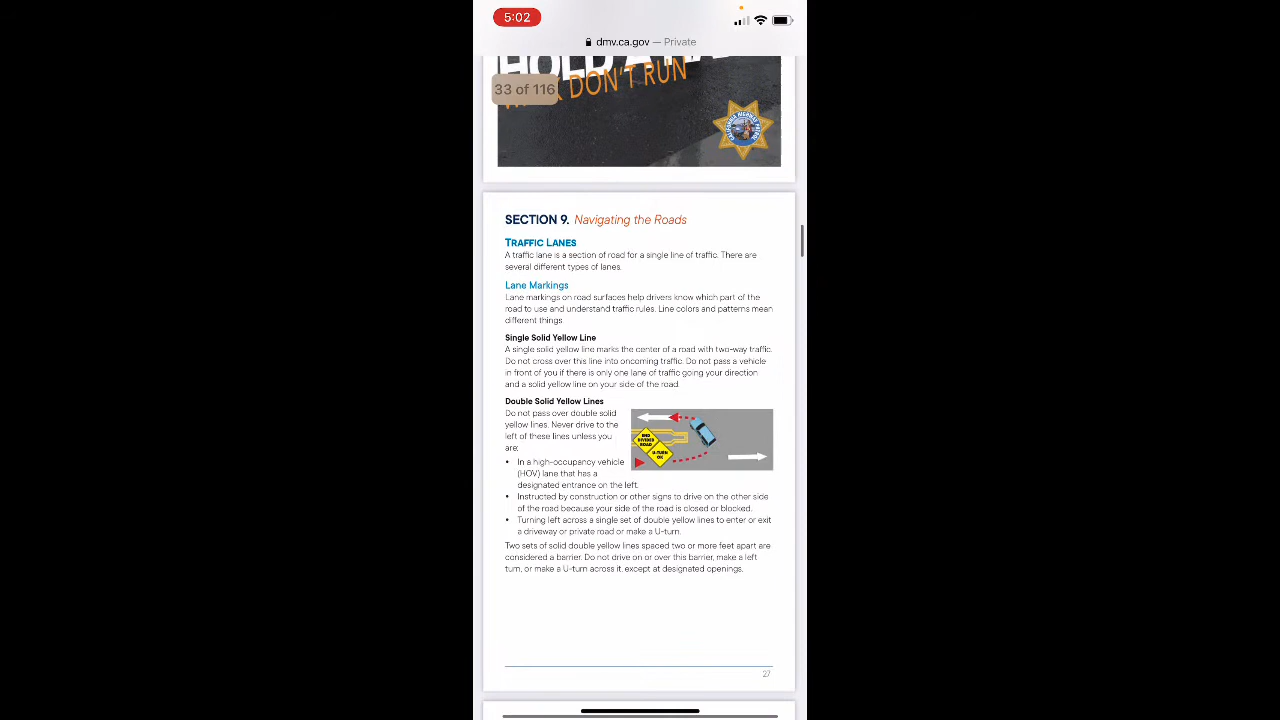 5:02
dmv.ca.gov — Private
DON'T RUN
33 of 116
SECTION 9. Navigating the Roads
TRAFFIC LANES
A traffic lane is a section of road for a single line of traffic. There are
several different types of lanes.
Lane Markings
Lane markings on road surfaces help drivers know which part of the
road to use and understand traffic rules. Line colors and patterns mean
different things.
Single Solid Yellow Line
A single solid yellow line marks the center of a road with two-way traffic.
Do not cross over this line into oncoming traffic. Do not pass a vehicle
in front of you if there is only one lane of traffic going your direction
and a solid yellow line on your side of the road.
Double Solid Yellow Lines
Do not pass over double solid
yellow lines. Never drive to the
left of these lines unless you
are:
END
DIVIDED
ROAD
U-TURN
OK
• In a high-occupancy vehicle
(HOV) lane that has a
designated entrance on the left.
• Instructed by construction or other signs to drive on the other side
of the road because your side of the road is closed or blocked.
• Turning left across a single set of double yellow lines to enter or exit
a driveway or private road or make a U-turn.
Two sets of solid double yellow lines spaced two or more feet apart are
considered a barrier. Do not drive on or over this barrier, make a left
turn, or make a U-turn across it, except at designated openings.
27